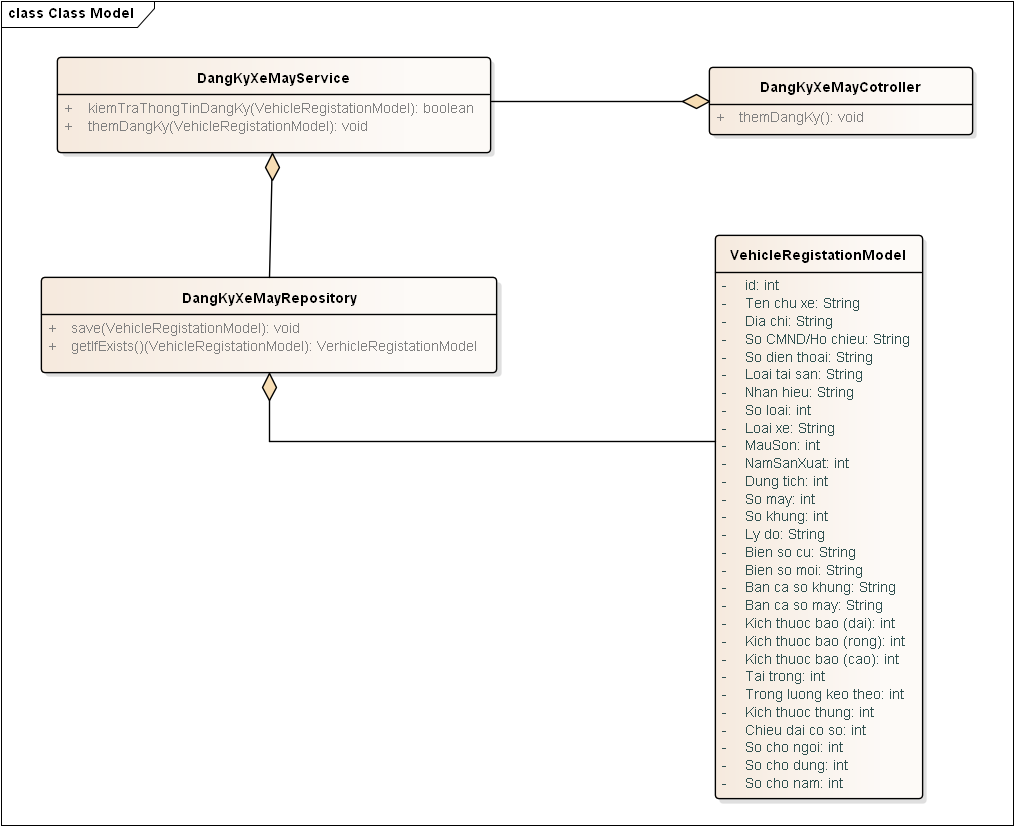 class Class Model
DangKyXeMayService
+ kiemTraThongTinDangKy(VehicleRegistationModel): boolean
+ themDangKy(VehicleRegistationModel): void
DangKyXeMayCotroller
+ themDangKy(): void
DangKyXeMayRepository
+ save(VehicleRegistationModel): void
+ getIfExists()(VehicleRegistationModel): VerhicleRegistationModel
VehicleRegistationModel
- id: int
- Ten chu xe: String
- Dia chi: String
- So CMND/Ho chieu: String
- So dien thoai: String
- Loai tai san: String
- Nhan hieu: String
- So loai: int
- Loai xe: String
- MauSon: int
- NamSanXuat: int
- Dung tich: int
- So may: int
- So khung: int
- Ly do: String
- Bien so cu: String
- Bien so moi: String
- Ban ca so khung: String
- Ban ca so may: String
- Kich thuoc bao (dai): int
- Kich thuoc bao (rong): int
- Kich thuoc bao (cao): int
- Tai trong: int
- Trong luong keo theo: int
- Kich thuoc thung: int
- Chieu dai co so: int
- So cho ngoi: int
- So cho dung: int
- So cho nam: int